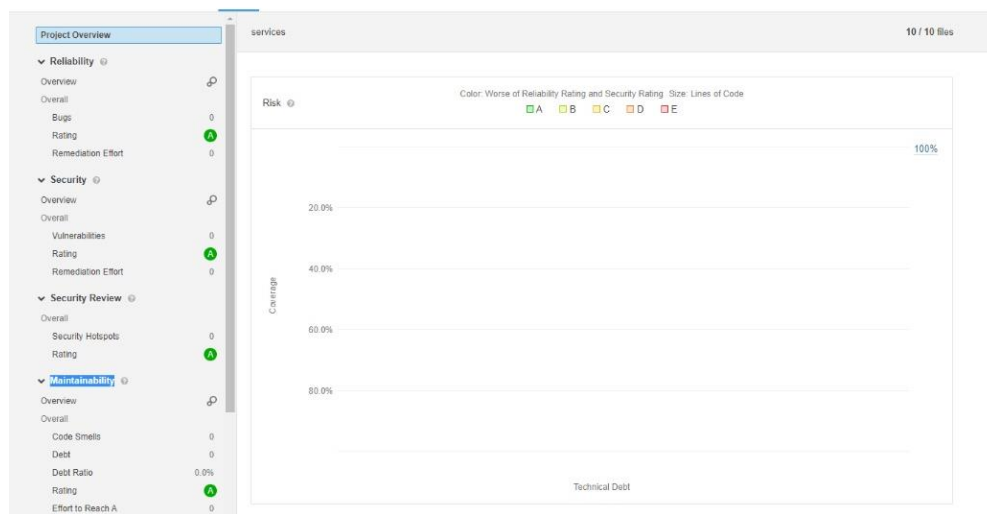 Project Overview
Reliability
Overview
Overall
Bugs 0
Rating A
Remediation Effort 0
Security
Overview
Overall
Vulnerabilities 0
Rating A
Remediation Effort 0
Security Review
Overall
Security Hotspots 0
Rating A
Maintainability
Overview
Overall
Code Smells 0
Debt 0
Debt Ratio 0.0%
Rating A
Effort to Reach A 0
services 10 / 10 files
Risk
Color: Worse of Reliability Rating and Security Rating Size: Lines of Code
A B C D E
100%
20.0%
40.0%
Coverage
60.0%
80.0%
Technical Debt